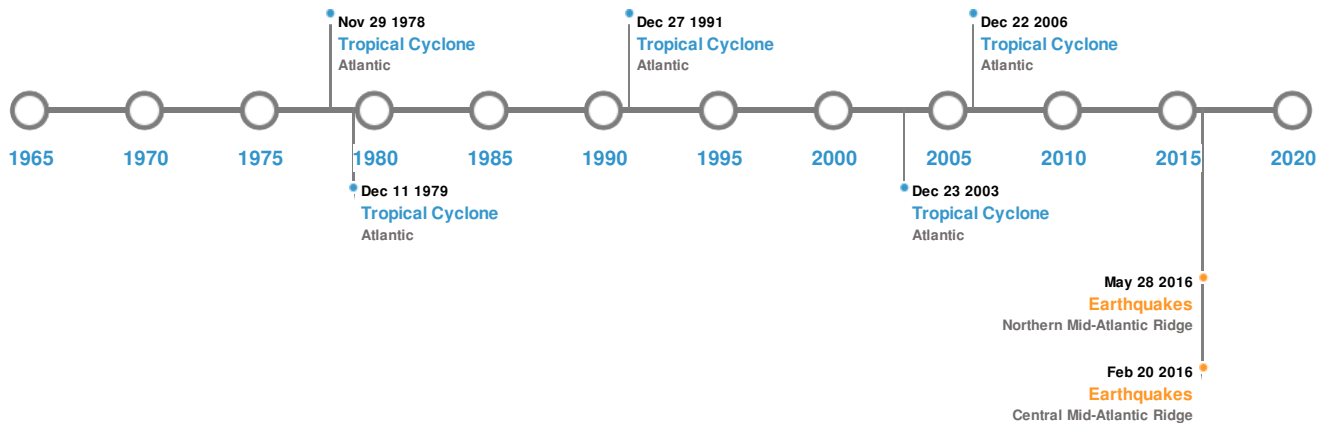 Nov 29 1978
Tropical Cyclone
Atlantic
Dec 27 1991
Tropical Cyclone
Atlantic
Dec 22 2006
Tropical Cyclone
Atlantic
1965 1970 1975 1980 1985 1990 1995 2000 2005 2010 2015 2020
Dec 11 1979
Tropical Cyclone
Atlantic
Dec 23 2003
Tropical Cyclone
Atlantic
May 28 2016
Earthquakes
Northern Mid-Atlantic Ridge
Feb 20 2016
Earthquakes
Central Mid-Atlantic Ridge